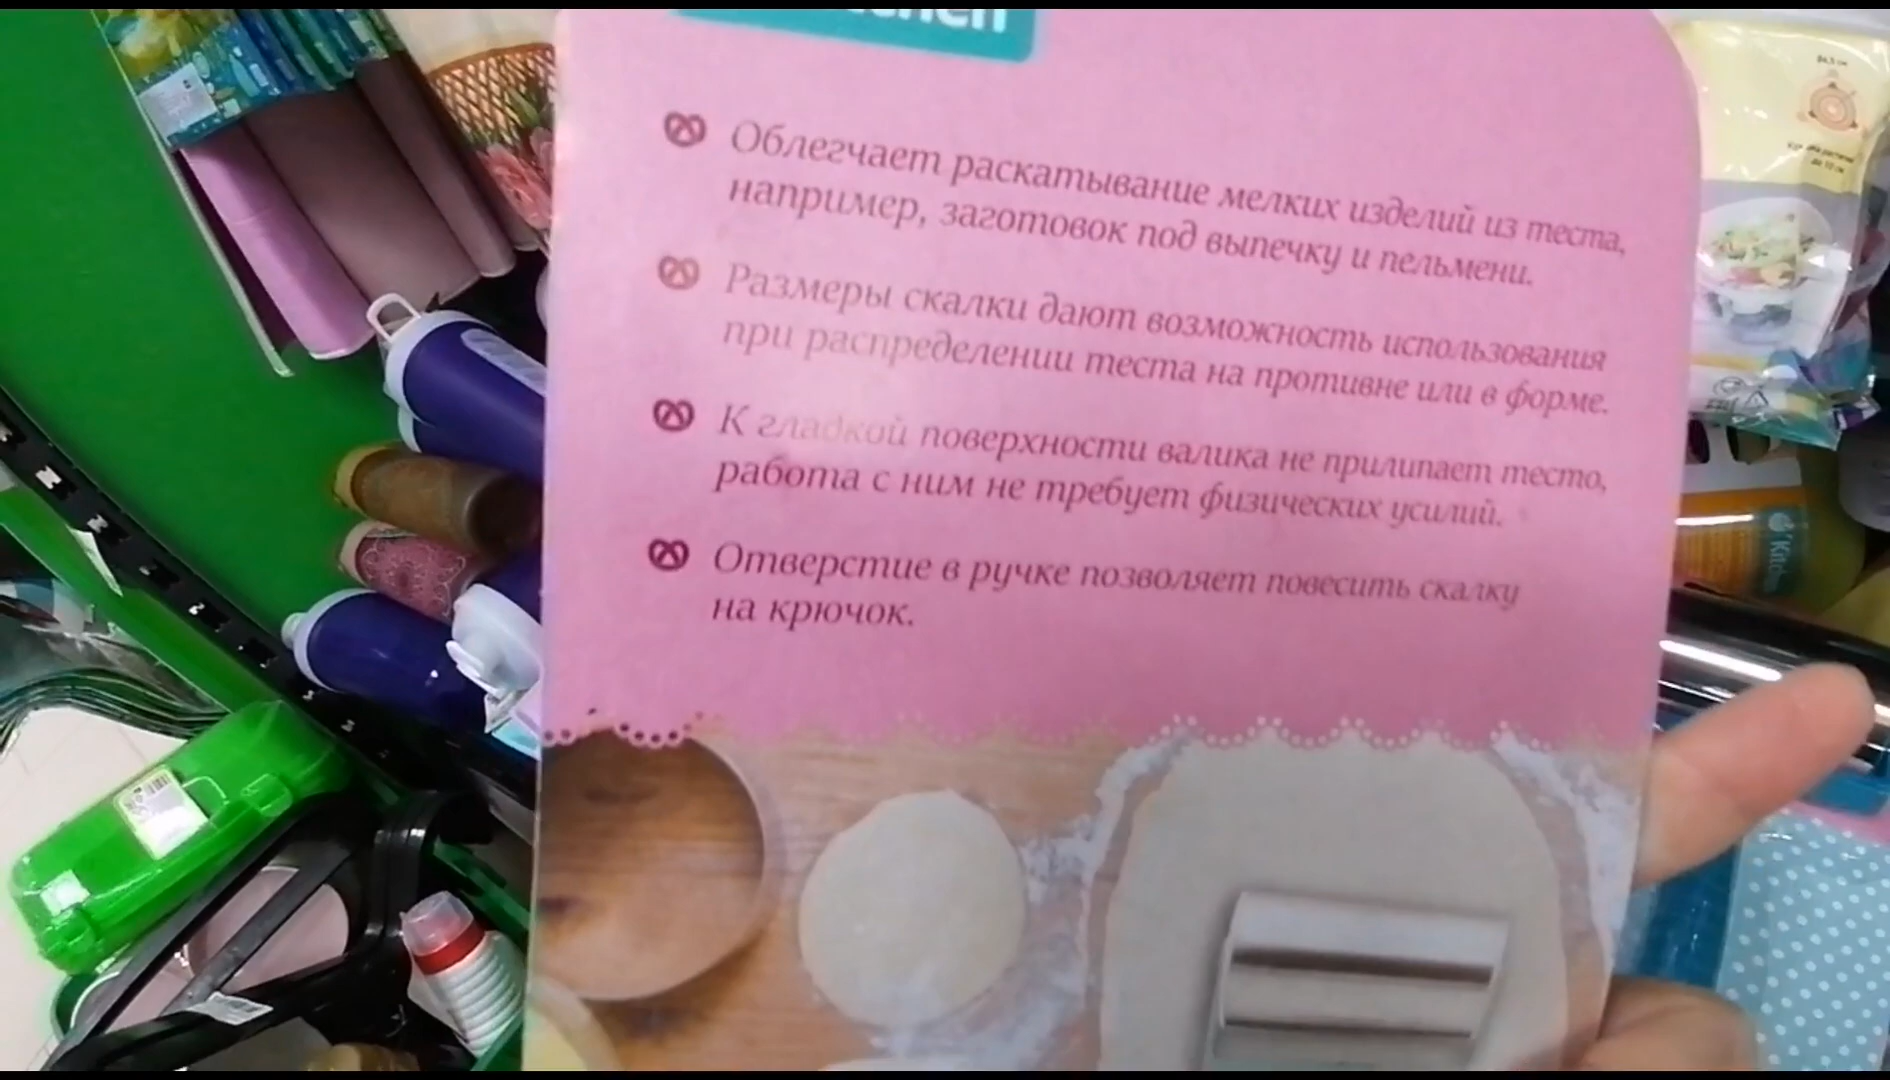 Облегчает раскатывание мелких изделий из теста,
например, заготовок под выпечку и пельмени.
Размеры скалки дают возможность использования
при распределении теста на противне или в форме.
К гладкой поверхности валика не прилипает тесто,
работа с ним не требует физических усилий.
Отверстие в ручке позволяет повесить скалку
на крючок.